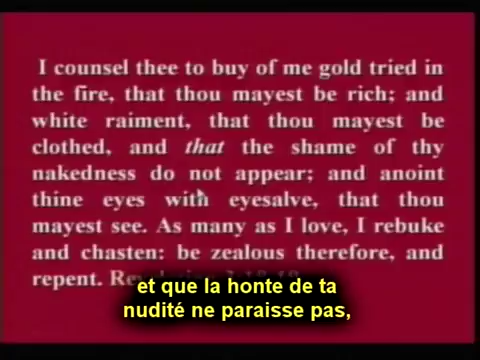 I counsel thee to buy of me gold tried in
the fire, that thou mayest be rich; and
white raiment, that thou mayest be
clothed, and that the shame of thy
nakedness do not appear; and anoint
thine eyes with eyesalve, that thou
mayest see. As many as I love, I rebuke
and chasten: be zealous therefore, and
repent.
et que la honte de ta
nudité ne paraisse pas,